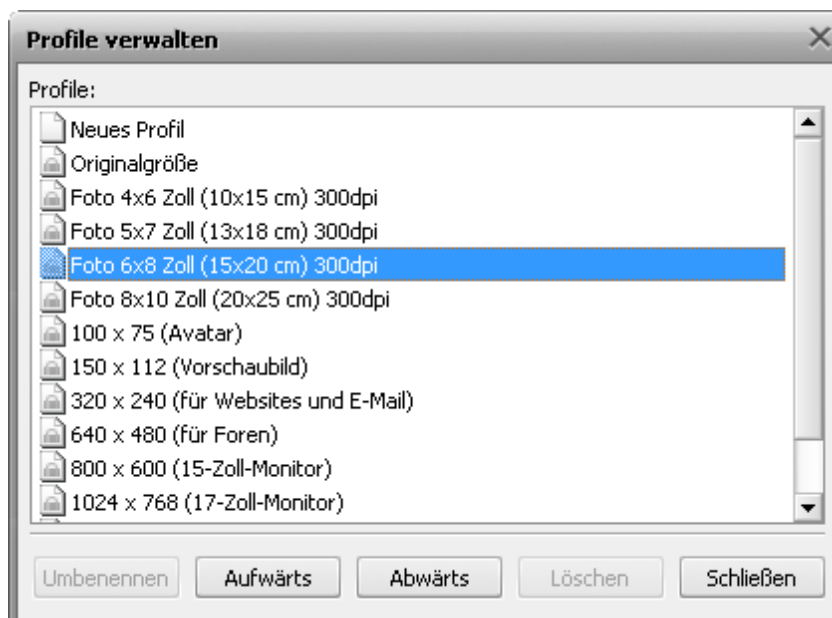 Profile verwalten
Profile:
Neues Profil
Originalgröße
Foto 4x6 Zoll (10x15 cm) 300dpi
Foto 5x7 Zoll (13x18 cm) 300dpi
Foto 6x8 Zoll (15x20 cm) 300dpi
Foto 8x10 Zoll (20x25 cm) 300dpi
100 x 75 (Avatar)
150 x 112 (Vorschaubild)
320 x 240 (für Websites und E-Mail)
640 x 480 (für Foren)
800 x 600 (15-Zoll-Monitor)
1024 x 768 (17-Zoll-Monitor)
Umbenennen Aufwärts Abwärts Löschen Schließen